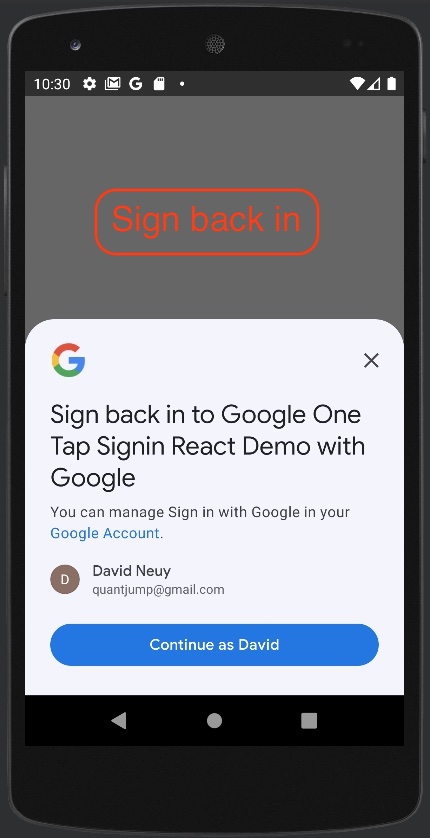 10:30
Sign back in
Sign back in to Google One
Tap Signin React Demo with
Google
You can manage Sign in with Google in your
Google Account.
D
David Neuy
quantjump@gmail.com
Continue as David